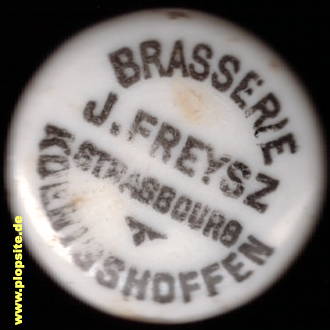 BRASSERIE
J. FREYSZ
STRASBOURG
A
KOENIGSHOFFEN
www.plopsite.de